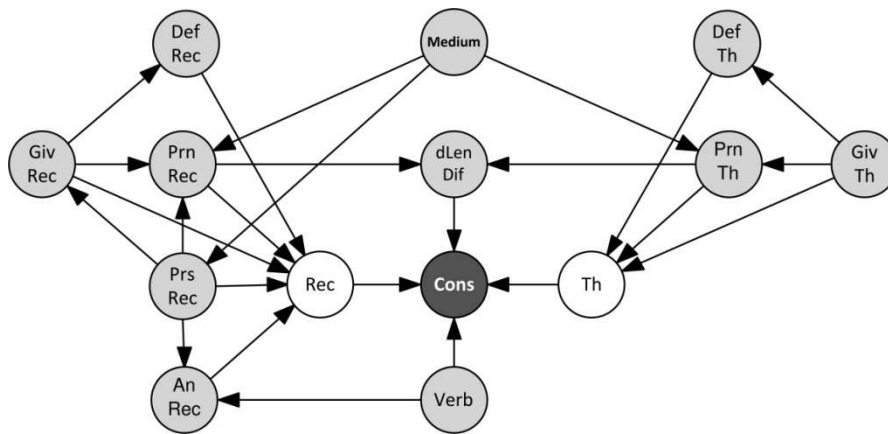 Def
Rec
Medium
Def
Th
Giv
Rec
Prn
Rec
dLen
Dif
Prn
Th
Giv
Th
Prs
Rec
Rec
Cons
Th
An
Rec
Verb